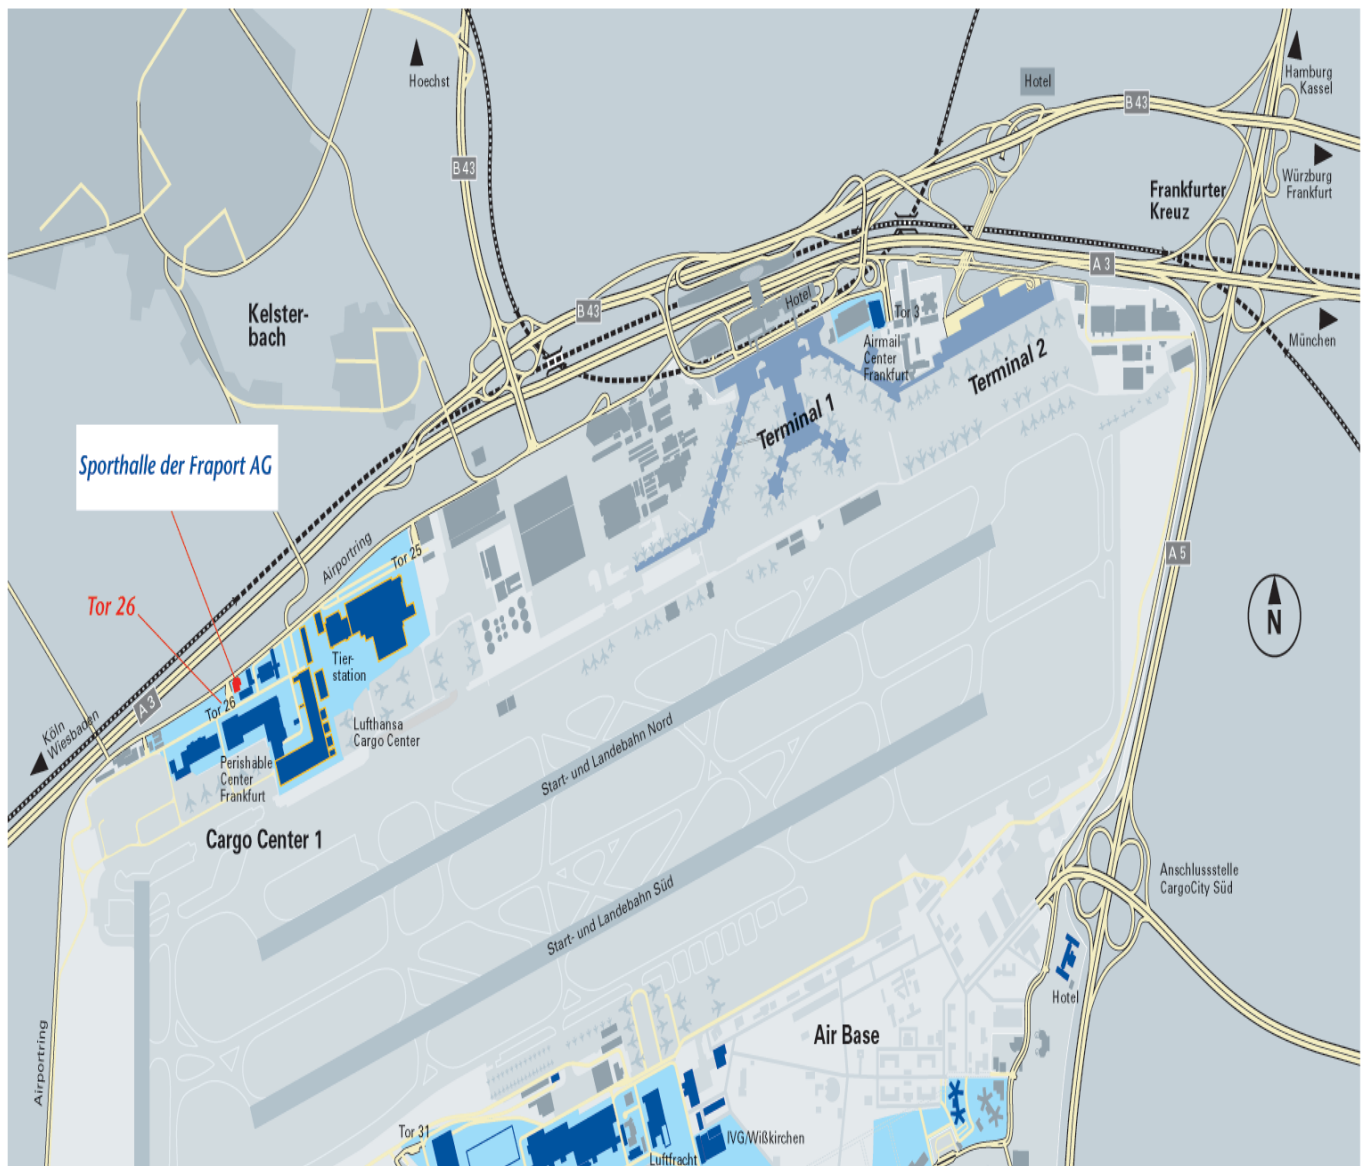 Hoechst
Hotel
B 43
Hamburg
Kassel
B 43
Würzburg
Frankfurt
Frankfurter
Kreuz
A 3
B 43
Kelster-
bach
Hotel
Tor 3
Airmail
Center
Frankfurt
München
Terminal 2
Terminal 1
Sporthalle der Fraport AG
Airportring
Tor 25
A 5
N
Tor 26
Tier-
station
Tor 26
A 3
Köln
Wiesbaden
Lufthansa
Cargo Center
Perishable
Center
Frankfurt
Start- und Landebahn Nord
Cargo Center 1
Start- und Landebahn Süd
Anschlussstelle
CargoCity Süd
Hotel
Air Base
Airportring
Tor 31
IVG/Wißkirchen
Luftfracht